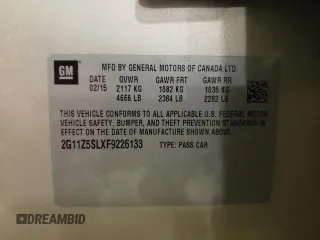 GM
MFD BY GENERAL MOTORS OF CANADA LTD.
02/15 GVWR GAWR FRT GAWR RR
2117 KG 1082 KG 1035 KG
4666 LB 2384 LB 2282 LB
THIS VEHICLE CONFORMS TO ALL APPLICABLE U.S. FEDERAL MOTOR
VEHICLE SAFETY, BUMPER, AND THEFT PREVENTION STANDARDS IN
EFFECT ON THE DATE OF MANUFACTURE SHOWN ABOVE.
2G11Z5SLXF9226133 TYPE: PASS CAR
DREAMBID